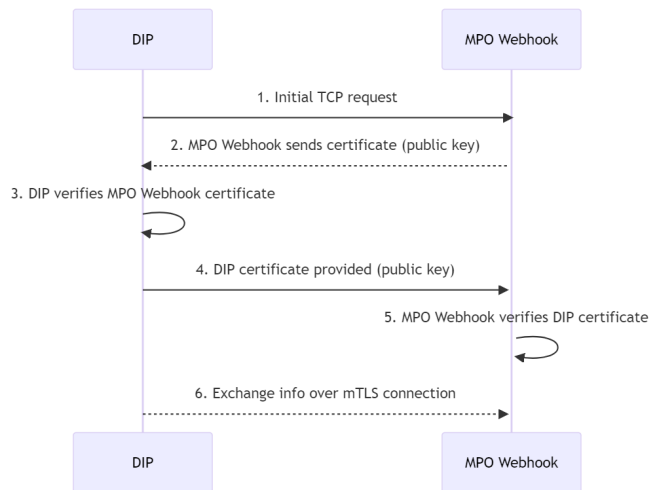 DIP
MPO Webhook
1. Initial TCP request
2. MPO Webhook sends certificate (public key)
3. DIP verifies MPO Webhook certificate
4. DIP certificate provided (public key)
5. MPO Webhook verifies DIP certificate
6. Exchange info over mTLS connection
DIP
MPO Webhook